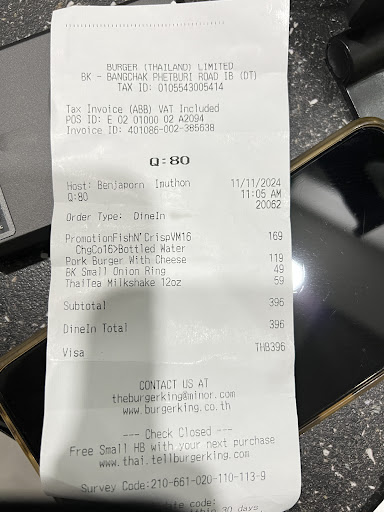 BURGER (THAILAND) LIMITED
BK - BANGCHAK PHETBURI ROAD IB (DT)
TAX ID: 0105543005414
Tax Invoice (ABB) VAT Included
POS ID: E 02 01000 02 A2094
Invoice ID: 401086-002-385638
Q:80
Host: Benjaporn Imuthon 11/11/2024
Q:80 11:05 AM
20062
Order Type: DineIn
PromotionFishN'CrispVM16 169
ChgCo16>Bottled Water
Pork Burger With Cheese 119
BK Small Onion Ring 49
ThaiTea Milkshake 12oz 59
Subtotal 396
DineIn Total 396
Visa THB396
CONTACT US AT
theburgerking@minor.com
www.burgerking.co.th
--- Check Closed ---
Free Small HB with your next purchase
www.thai.tellburgerking.com
Survey Code:210-661-020-110-113-9
code:
within 30 days